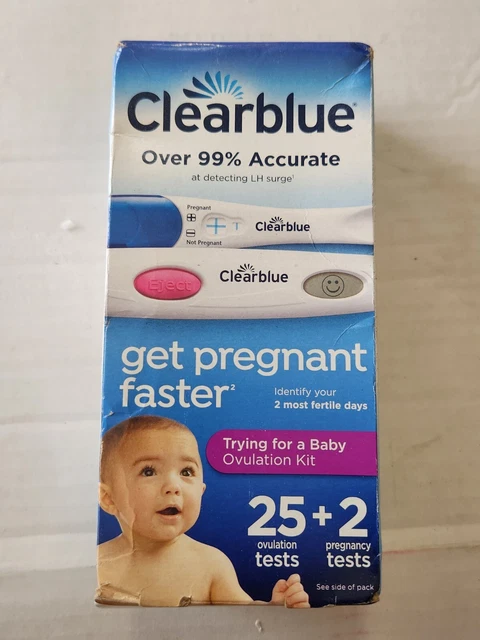 Clearblue®
Over 99% Accurate
at detecting LH surge¹
Pregnant
Clearblue
Not Pregnant
Eject
Clearblue
get pregnant
faster²
Identify your
2 most fertile days
Trying for a Baby
Ovulation Kit
25 + 2
ovulation pregnancy
tests tests
See side of pack